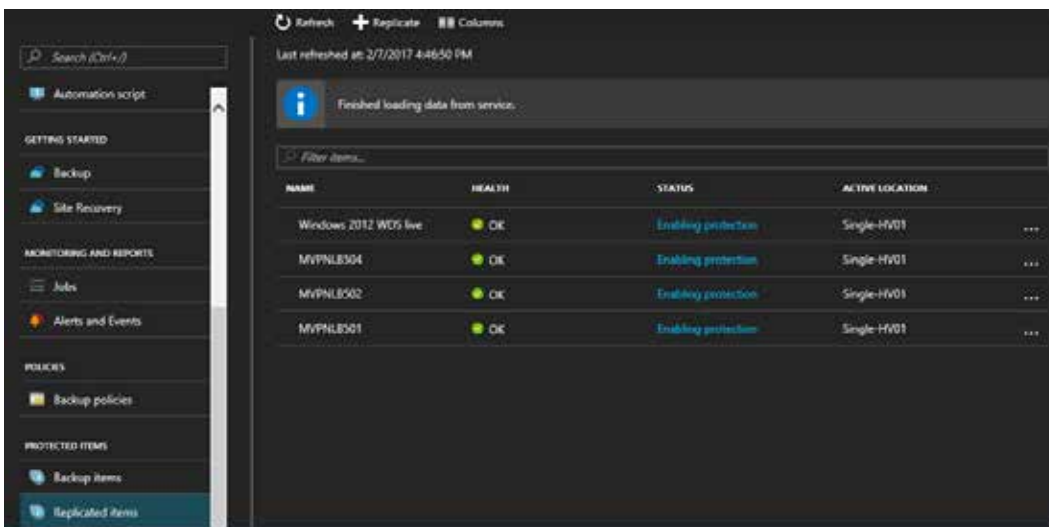 Refresh Replicate Columns
Search (Ctrl+/)
Last refreshed at: 2/7/2017 4:46:50 PM
Automation script
Finished loading data from service.
GETTING STARTED
Filter items...
Backup
NAME HEALTH STATUS ACTIVE LOCATION
Site Recovery
Windows 2012 WDS live OK Enabling protection Single-HV01 ...
MONITORING AND REPORTS
MVPNLBS04 OK Enabling protection Single-HV01 ...
Jobs
MVPNLBS02 OK Enabling protection Single-HV01 ...
Alerts and Events
MVPNLBS01 OK Enabling protection Single-HV01 ...
POLICIES
Backup policies
PROTECTED ITEMS
Backup items
Replicated items